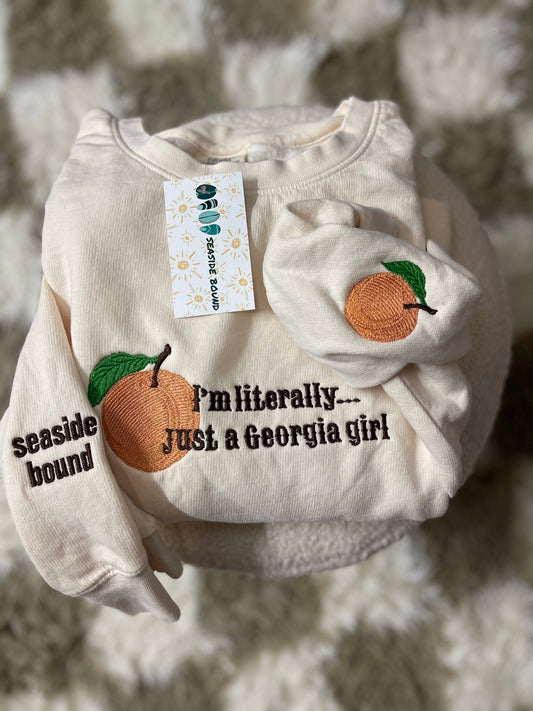 SEASIDE BOUND
I'm literally...
Just a Georgia girl
seaside
bound